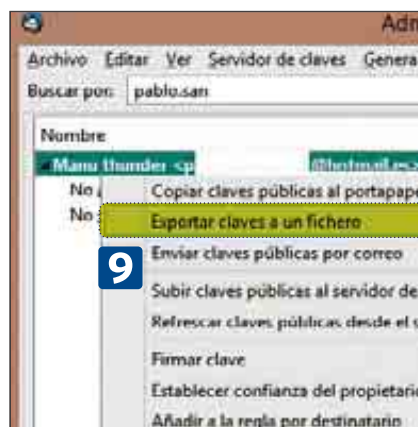 Adm
Archivo Editar Ver Servidor de claves Genera
Buscar por: pablo.san
Nombre
Manu thunder <p @hotmail.es>
No
Copiar claves públicas al portapape
No
Exportar claves a un fichero
9
Enviar claves públicas por correo
Subir claves públicas al servidor de
Refrescar claves públicas desde el s
Firmar clave
Establecer confianza del propietario
Añadir a la regla por destinatario